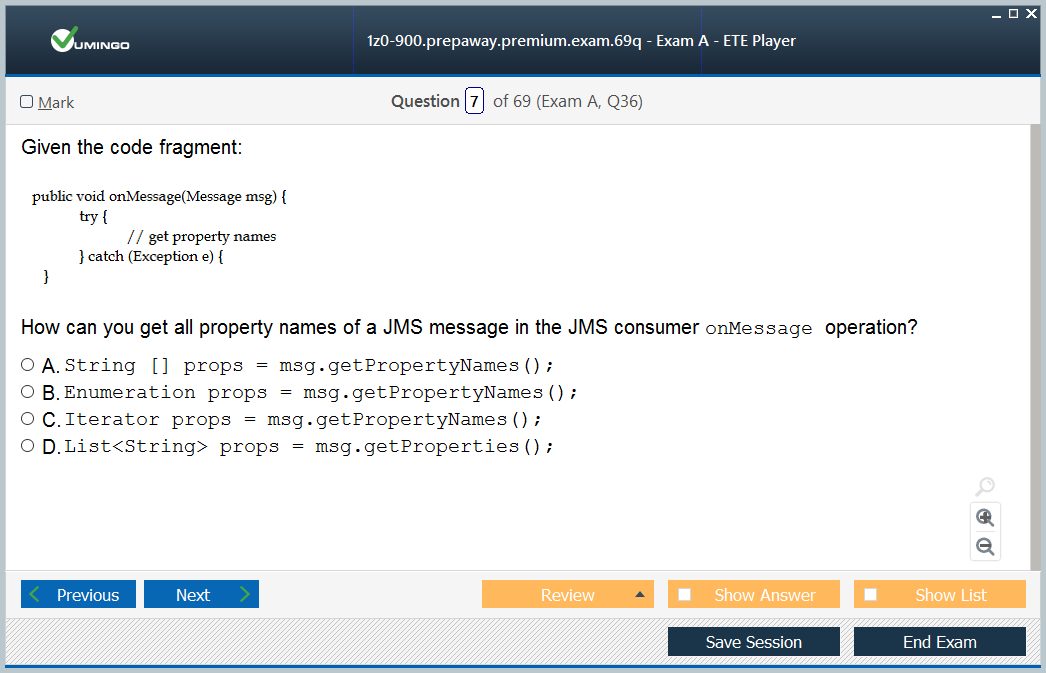 VUMINGO
1z0-900.prepaway.premium.exam.69q - Exam A - ETE Player
Mark
Question 7 of 69 (Exam A, Q36)
Given the code fragment:
public void onMessage(Message msg) {
try {
// get property names
} catch (Exception e) {
}
How can you get all property names of a JMS message in the JMS consumer onMessage operation?
A. String [] props = msg.getPropertyNames();
B. Enumeration props = msg.getPropertyNames();
C. Iterator props = msg.getPropertyNames();
D. List<String> props = msg.getProperties();
Previous Next Review Show Answer Show List
Save Session End Exam